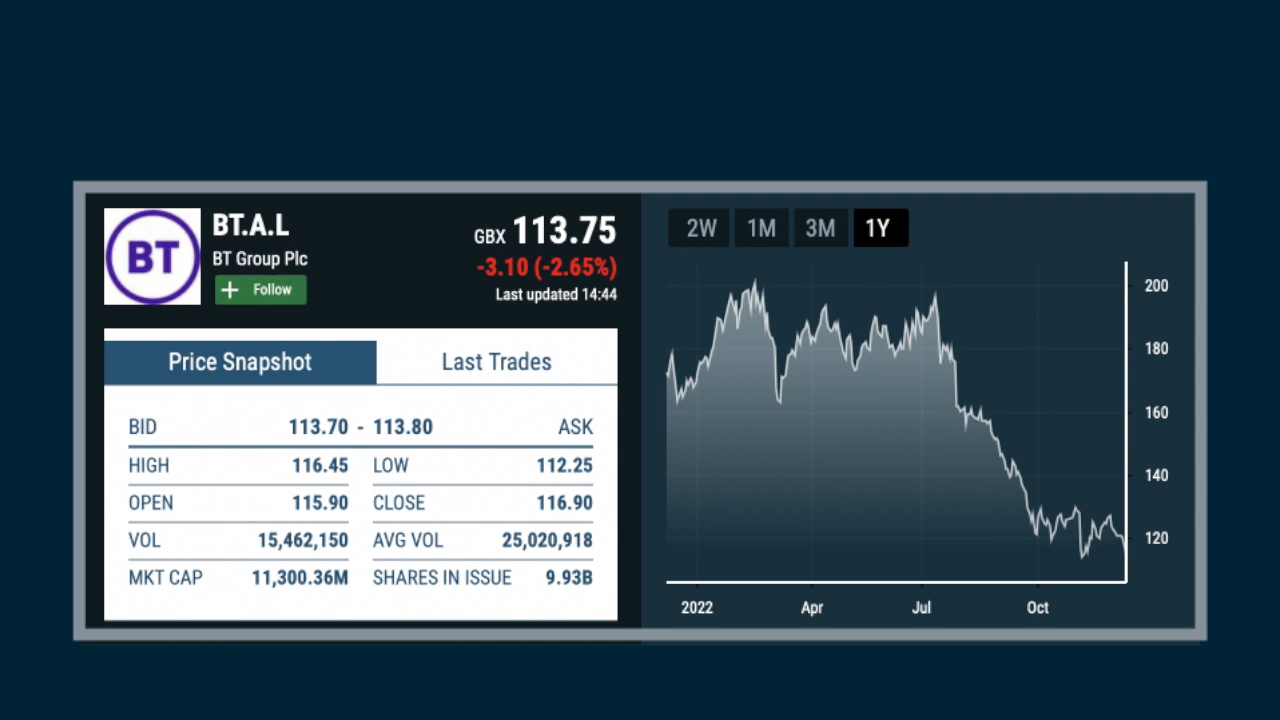 BT
BT.A.L
BT Group Plc
+ Follow
GBX 113.75
-3.10 (-2.65%)
Last updated 14:44
Price Snapshot Last Trades
BID 113.70 - 113.80 ASK
HIGH 116.45 LOW 112.25
OPEN 115.90 CLOSE 116.90
VOL 15,462,150 AVG VOL 25,020,918
MKT CAP 11,300.36M SHARES IN ISSUE 9.93B
2W 1M 3M 1Y
200
180
160
140
120
2022 Apr Jul Oct